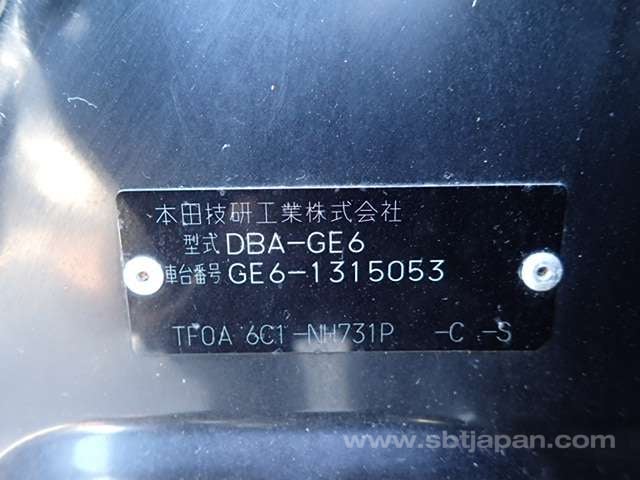 本田技研工業株式会社
型式 DBA-GE6
車台番号 GE6-1315053
TF0A 6C1-NH731P -C -S
www.sbtjapan.com